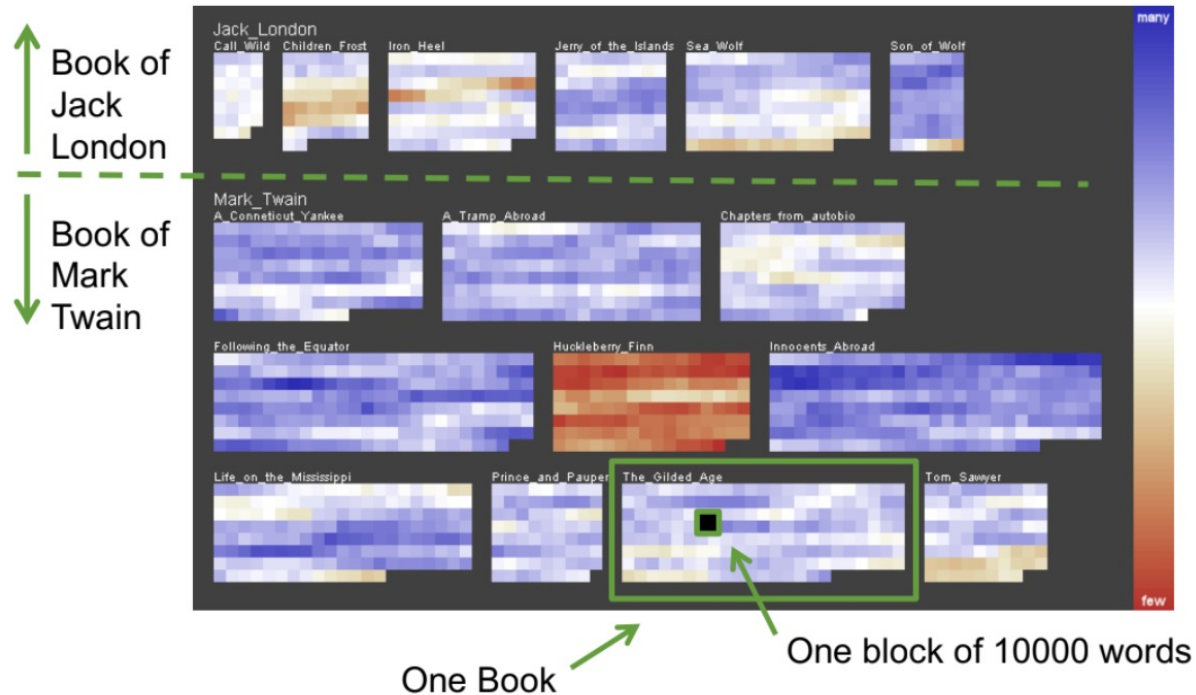 many
Jack_London
Call_Wild Children_Frost Iron_Heel Jerry_of_the_Islands Sea_Wolf Son_of_Wolf
Book of
Jack
London
Mark_Twain
A_Conneticut_Yankee A_Tramp_Abroad Chapters_from_autobio
Book of
Mark
Twain
Following_the_Equator Huckleberry_Finn Innocents_Abroad
Life_on_the_Mississippi Prince_and_Pauper The_Gilded_Age Tom_Sawyer
few
One block of 10000 words
One Book